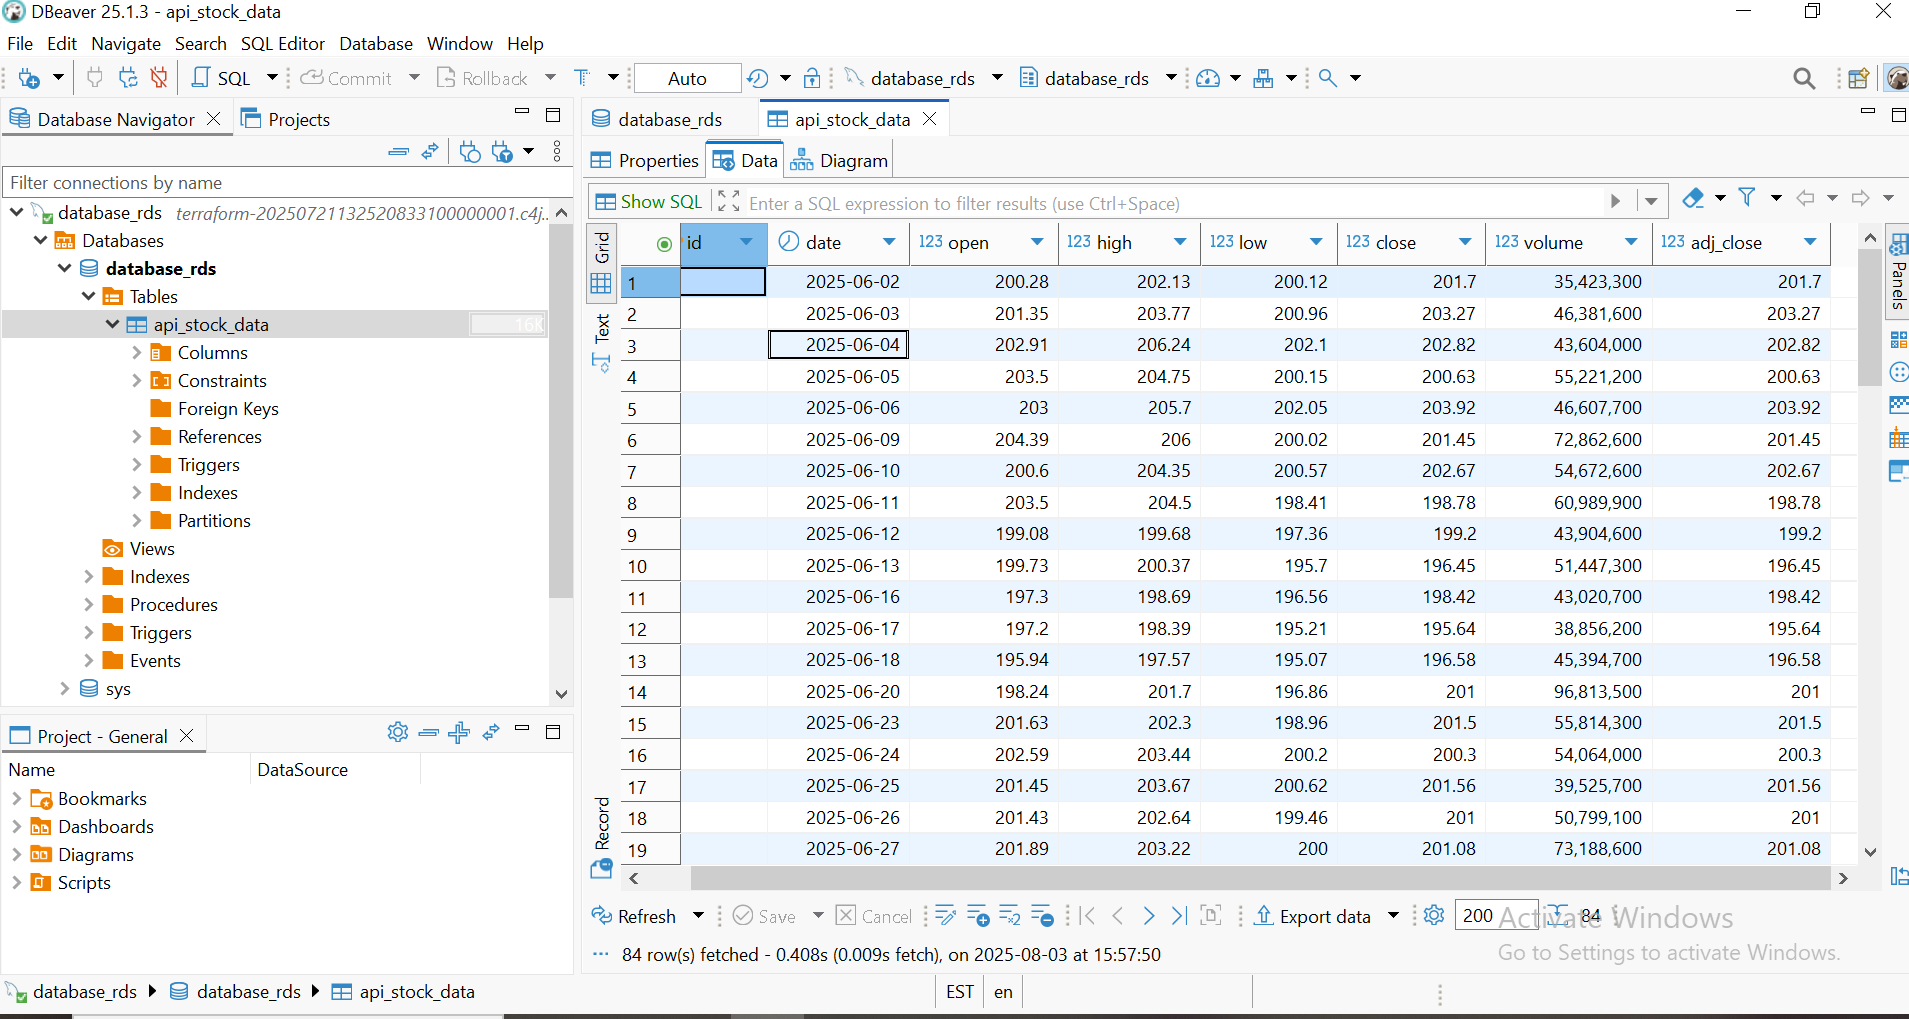 DBeaver 25.1.3 - api_stock_data
File Edit Navigate Search SQL Editor Database Window Help
SQL Commit Rollback Auto database_rds database_rds
Database Navigator Projects
Filter connections by name
database_rds terraform-20250721132520833100000001.c4j..
Databases
database_rds
Tables
api_stock_data 16K
Columns
Constraints
Foreign Keys
References
Triggers
Indexes
Partitions
Views
Indexes
Procedures
Triggers
Events
sys
Project - General
Name DataSource
Bookmarks
Dashboards
Diagrams
Scripts
database_rds api_stock_data
Properties Data Diagram
Show SQL Enter a SQL expression to filter results (use Ctrl+Space)
Grid
Text
Record
Panels
id date 123 open 123 high 123 low 123 close 123 volume 123 adj_close
1 2025-06-02 200.28 202.13 200.12 201.7 35,423,300 201.7
2 2025-06-03 201.35 203.77 200.96 203.27 46,381,600 203.27
3 2025-06-04 202.91 206.24 202.1 202.82 43,604,000 202.82
4 2025-06-05 203.5 204.75 200.15 200.63 55,221,200 200.63
5 2025-06-06 203 205.7 202.05 203.92 46,607,700 203.92
6 2025-06-09 204.39 206 200.02 201.45 72,862,600 201.45
7 2025-06-10 200.6 204.35 200.57 202.67 54,672,600 202.67
8 2025-06-11 203.5 204.5 198.41 198.78 60,989,900 198.78
9 2025-06-12 199.08 199.68 197.36 199.2 43,904,600 199.2
10 2025-06-13 199.73 200.37 195.7 196.45 51,447,300 196.45
11 2025-06-16 197.3 198.69 196.56 198.42 43,020,700 198.42
12 2025-06-17 197.2 198.39 195.21 195.64 38,856,200 195.64
13 2025-06-18 195.94 197.57 195.07 196.58 45,394,700 196.58
14 2025-06-20 198.24 201.7 196.86 201 96,813,500 201
15 2025-06-23 201.63 202.3 198.96 201.5 55,814,300 201.5
16 2025-06-24 202.59 203.44 200.2 200.3 54,064,000 200.3
17 2025-06-25 201.45 203.67 200.62 201.56 39,525,700 201.56
18 2025-06-26 201.43 202.64 199.46 201 50,799,100 201
19 2025-06-27 201.89 203.22 200 201.08 73,188,600 201.08
Refresh Save Cancel Export data 200 84
84 row(s) fetched - 0.408s (0.009s fetch), on 2025-08-03 at 15:57:50
Activate Windows
Go to Settings to activate Windows.
database_rds database_rds api_stock_data
EST en